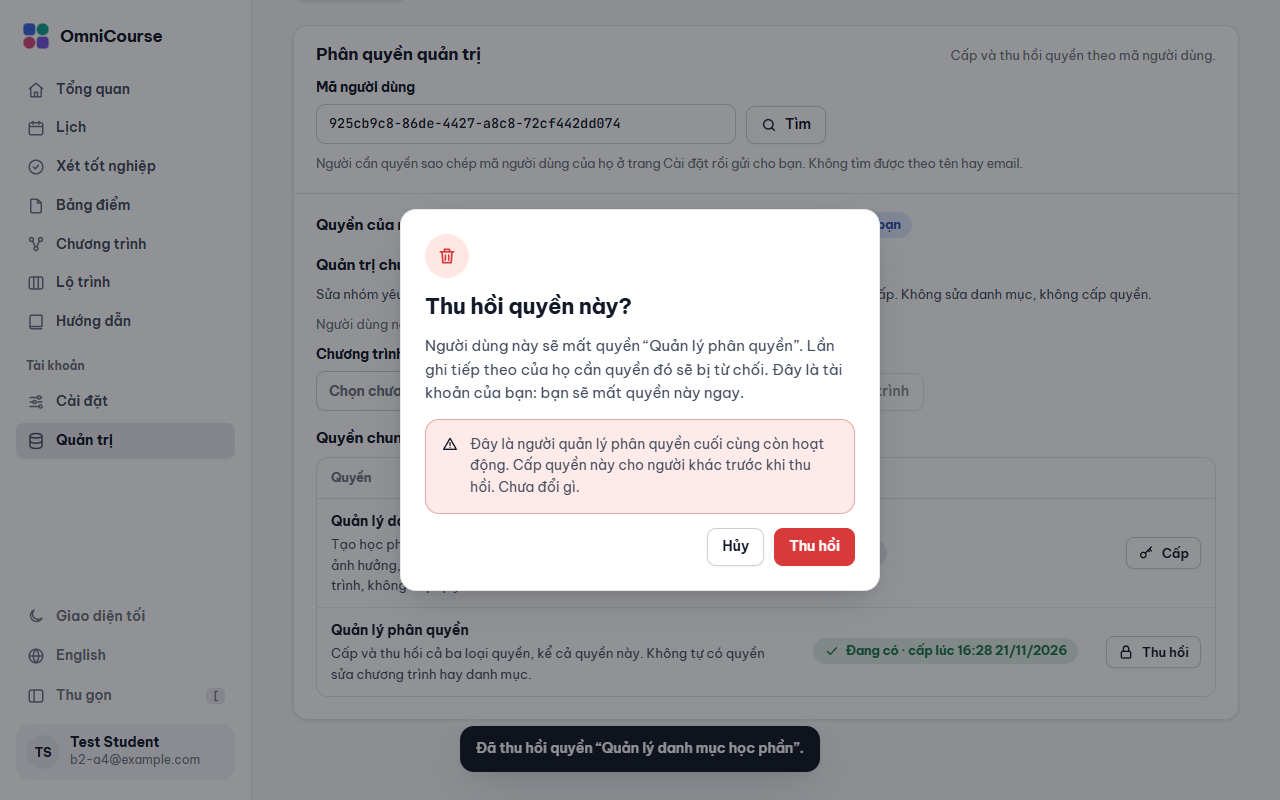 OmniCourse
Tổng quan
Lịch
Xét tốt nghiệp
Bảng điểm
Chương trình
Lộ trình
Hướng dẫn
Tài khoản
Cài đặt
Quản trị
Giao diện tối
English
Thu gọn [
TS
Test Student
b2-a4@example.com
Phân quyền quản trị
Cấp và thu hồi quyền theo mã người dùng.
Mã người dùng
925cb9c8-86de-4427-a8c8-72cf442dd074
Tìm
Người cần quyền sao chép mã người dùng của họ ở trang Cài đặt rồi gửi cho bạn. Không tìm được theo tên hay email.
Quyền của
bạn
Quản trị
Sửa nhóm
cấp. Không sửa danh mục, không cấp quyền.
Người dùng
Chương trình
Chọn
trình
Quyền
Quyền
Quản lý
Tạo học
ảnh hưởng,
trình, không
Cấp
Quản lý phân quyền
Cấp và thu hồi cả ba loại quyền, kể cả quyền này. Không tự có quyền
sửa chương trình hay danh mục.
Đang có · cấp lúc 16:28 21/11/2026
Thu hồi
Thu hồi quyền này?
Người dùng này sẽ mất quyền “Quản lý phân quyền”. Lần
ghi tiếp theo của họ cần quyền đó sẽ bị từ chối. Đây là tài
khoản của bạn: bạn sẽ mất quyền này ngay.
Đây là người quản lý phân quyền cuối cùng còn hoạt
động. Cấp quyền này cho người khác trước khi thu
hồi. Chưa đổi gì.
Hủy
Thu hồi
Đã thu hồi quyền “Quản lý danh mục học phần”.